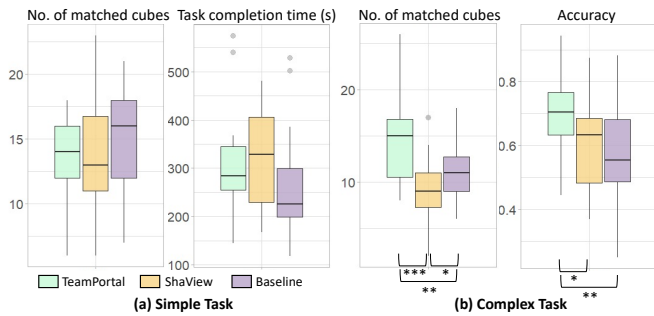 No. of matched cubes
Task completion time (s)
No. of matched cubes
Accuracy
20
15
10
500
400
300
200
100
20
10
0.8
0.6
0.4
***
*
**
*
**
TeamPortal
ShaView
Baseline
(a) Simple Task
(b) Complex Task